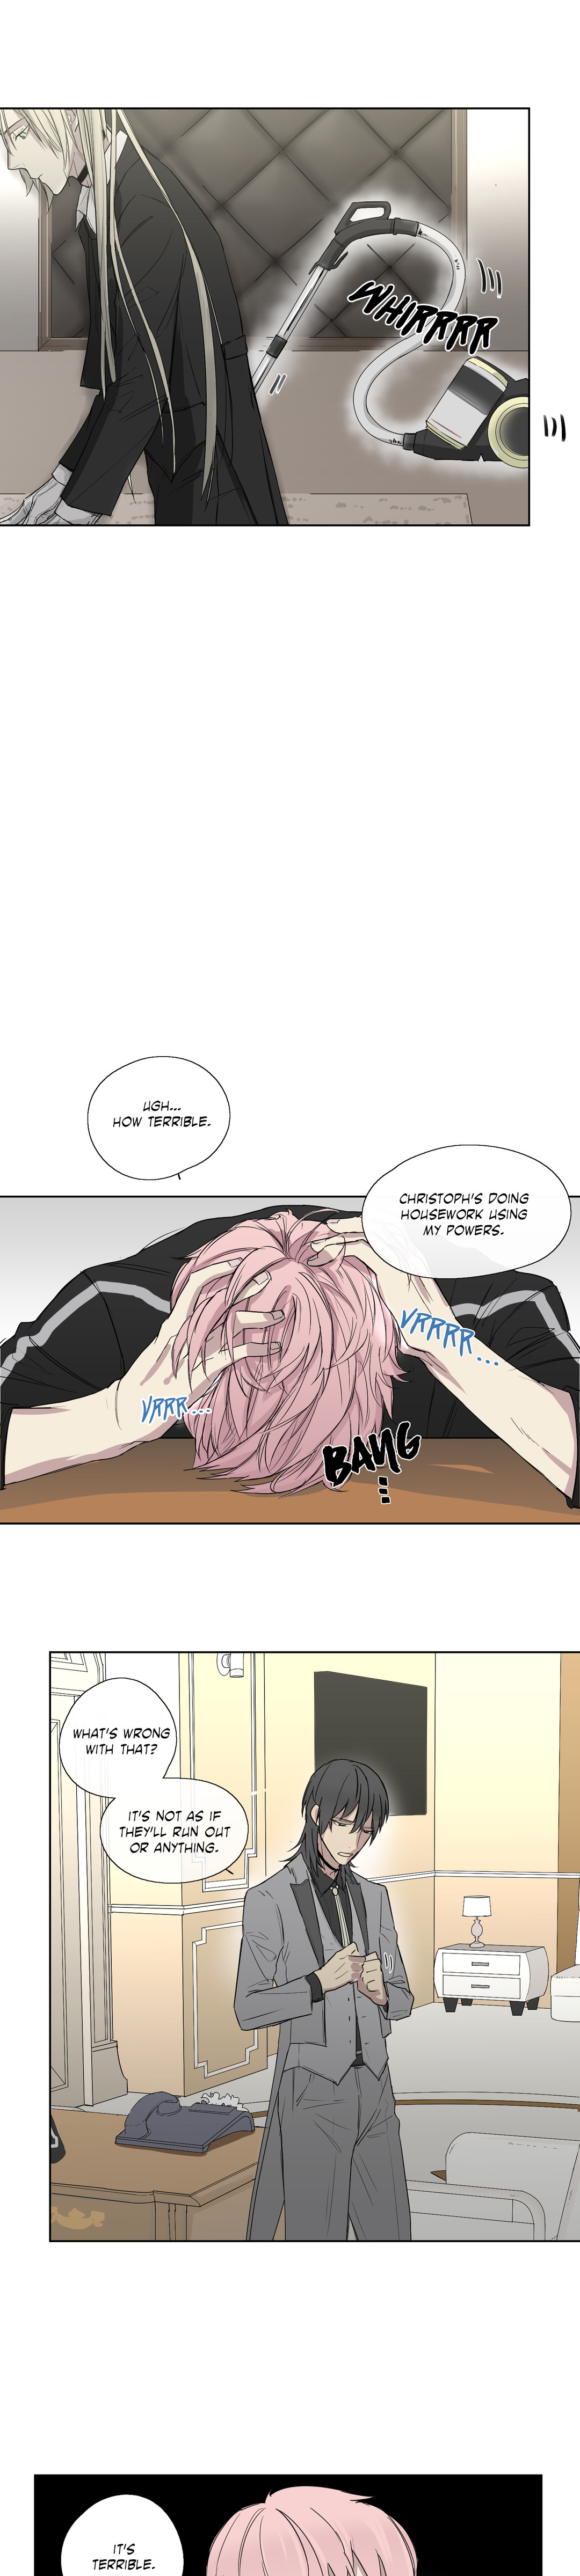 WHIRRRR
UGH...
HOW TERRIBLE.
CHRISTOPH'S DOING
HOUSEWORK USING
MY POWERS.
VRRRR...
VRRR...
BANG
WHAT'S WRONG
WITH THAT?
IT'S NOT AS IF
THEY'LL RUN OUT
OR ANYTHING.
IT'S
TERRIBLE.